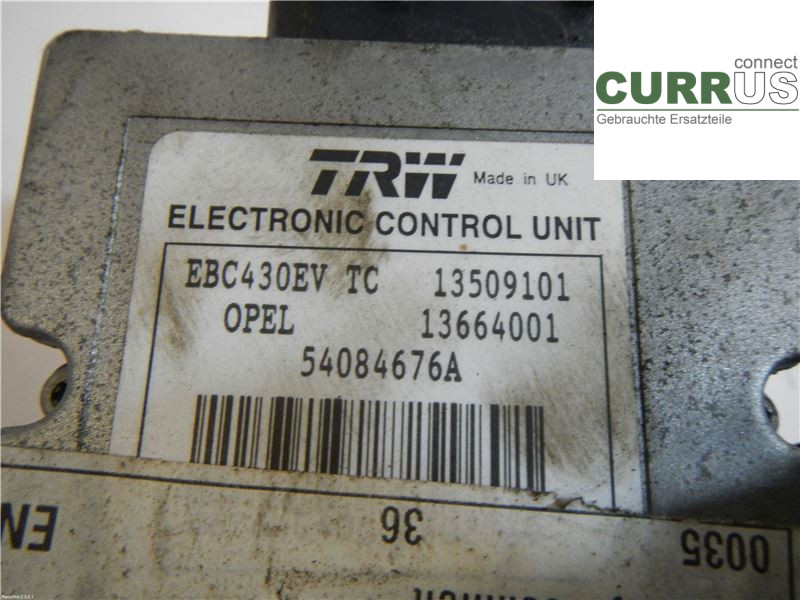 connect
CURRUS
Gebrauchte Ersatzteile
TRW Made in UK
ELECTRONIC CONTROL UNIT
EBC430EV TC 13509101
OPEL 13664001
54084676A
EN 36 0035